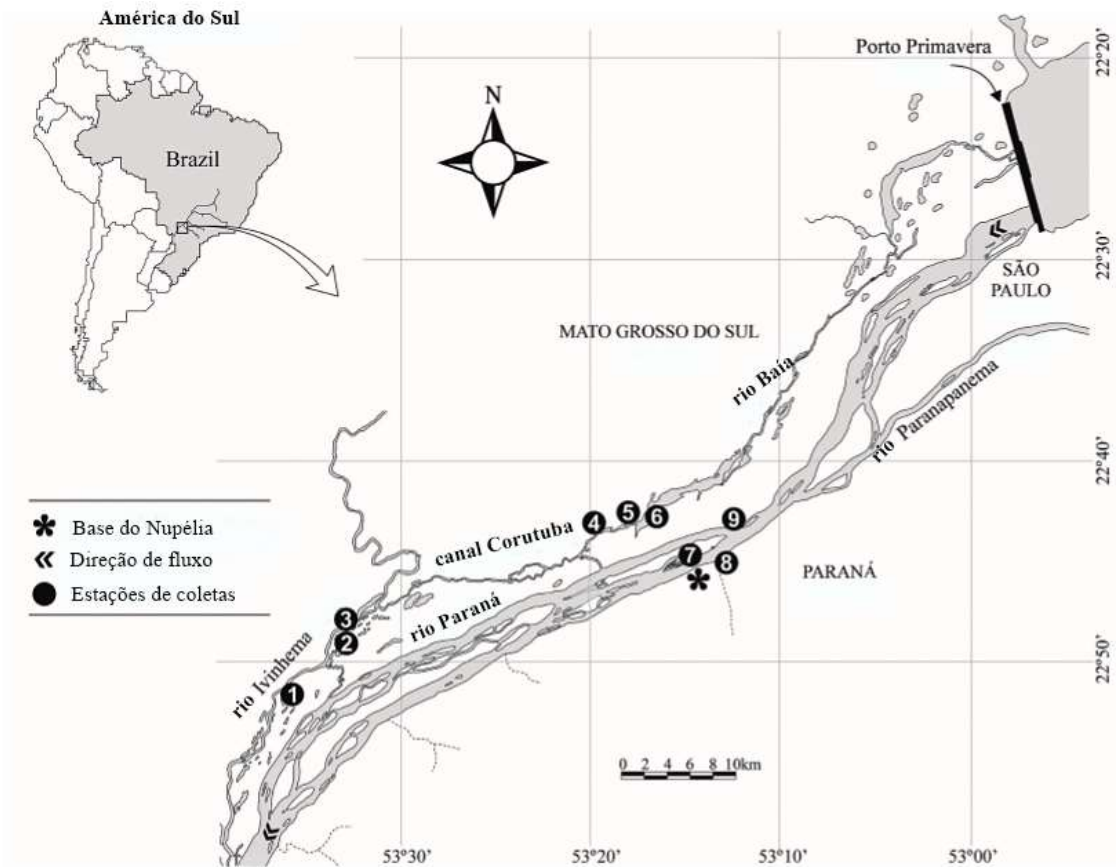 América do Sul
Brazil
N
Porto Primavera
22°20'
22°30'
22°40'
22°50'
SÃO
PAULO
MATO GROSSO DO SUL
PARANÁ
rio Baía
rio Paranapanema
canal Corutuba
rio Paraná
rio Ivinhema
4
5
6
9
7
8
3
2
1
Base do Nupélia
Direção de fluxo
Estações de coletas
0 2 4 6 8 10km
53°30'
53°20'
53°10'
53°00'